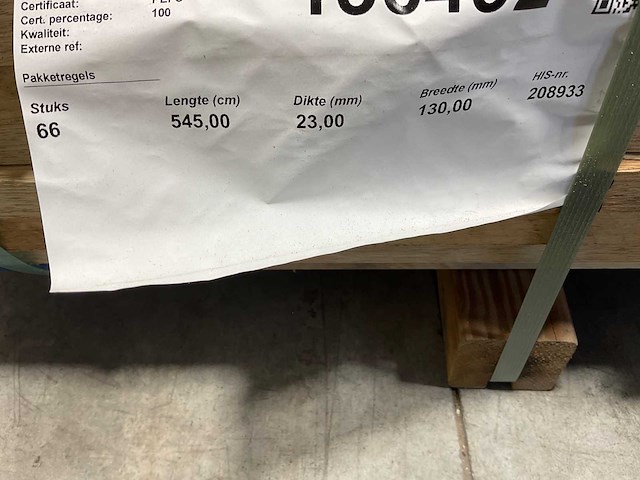 Certificaat:
Cert. percentage: 100
Kwaliteit:
Externe ref:
Pakketregels
Stuks Lengte (cm) Dikte (mm) Breedte (mm) HIS-nr.
66 545,00 23,00 130,00 208933